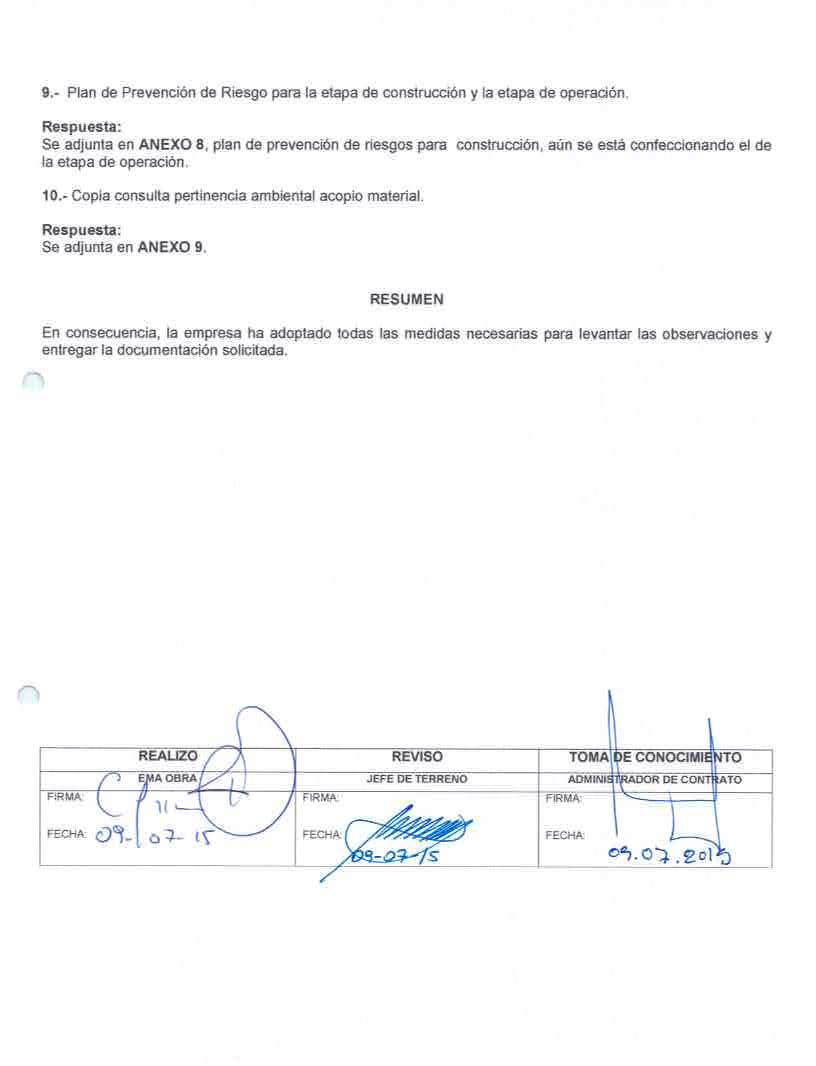 9.- Plan de Prevención de Riesgo para la etapa de construcción y la etapa de operación.
Respuesta:
Se adjunta en ANEXO 8, plan de prevención de riesgos para construcción, aún se está confeccionando el de
la etapa de operación.
10.- Copia consulta pertinencia ambiental acopio material.
Respuesta:
Se adjunta en ANEXO 9.
RESUMEN
En consecuencia, la empresa ha adoptado todas las medidas necesarias para levantar las observaciones y
entregar la documentación solicitada.
REALIZO REVISO TOMA DE CONOCIMIENTO
EMA OBRA JEFE DE TERRENO ADMINISTRADOR DE CONTRATO
FIRMA: FIRMA: FIRMA:
FECHA: 09-07-15 FECHA: 09-07-15 FECHA: 09.07.2015